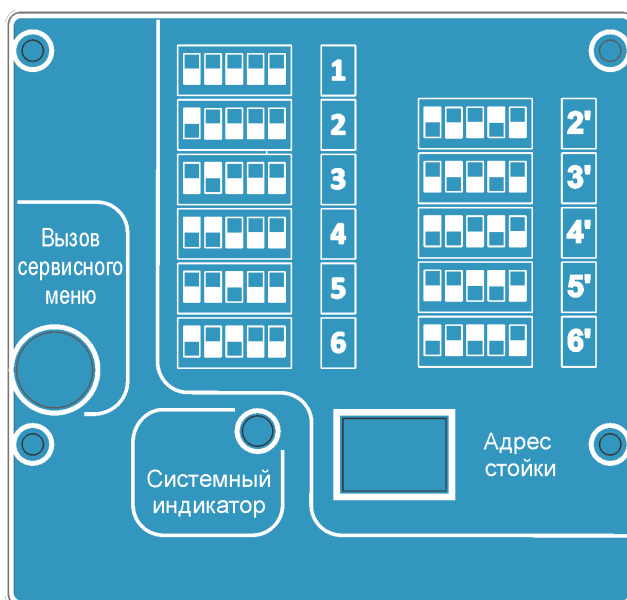 1
2 2'
3 3'
4 4'
5 5'
6 6'
Вызов
сервисного
меню
Системный
индикатор
Адрес
стойки